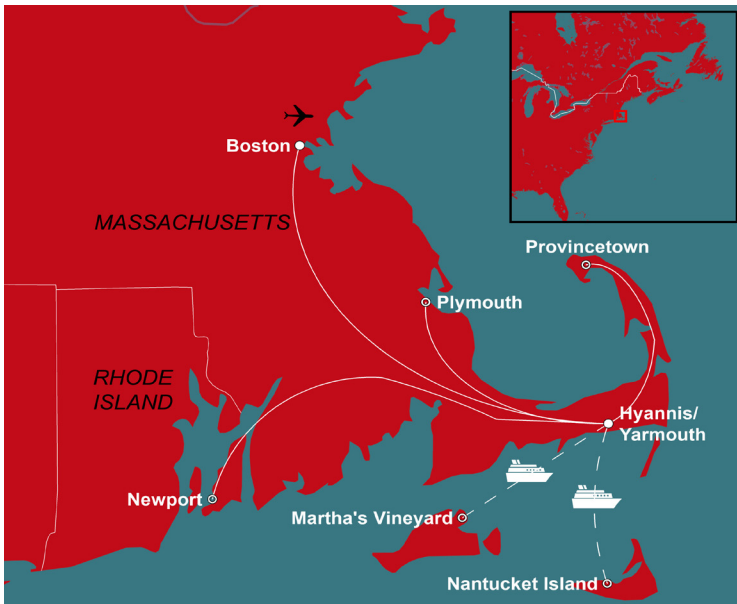 Boston
MASSACHUSETTS
Provincetown
Plymouth
RHODE
ISLAND
Hyannis/
Yarmouth
Newport
Martha's Vineyard
Nantucket Island